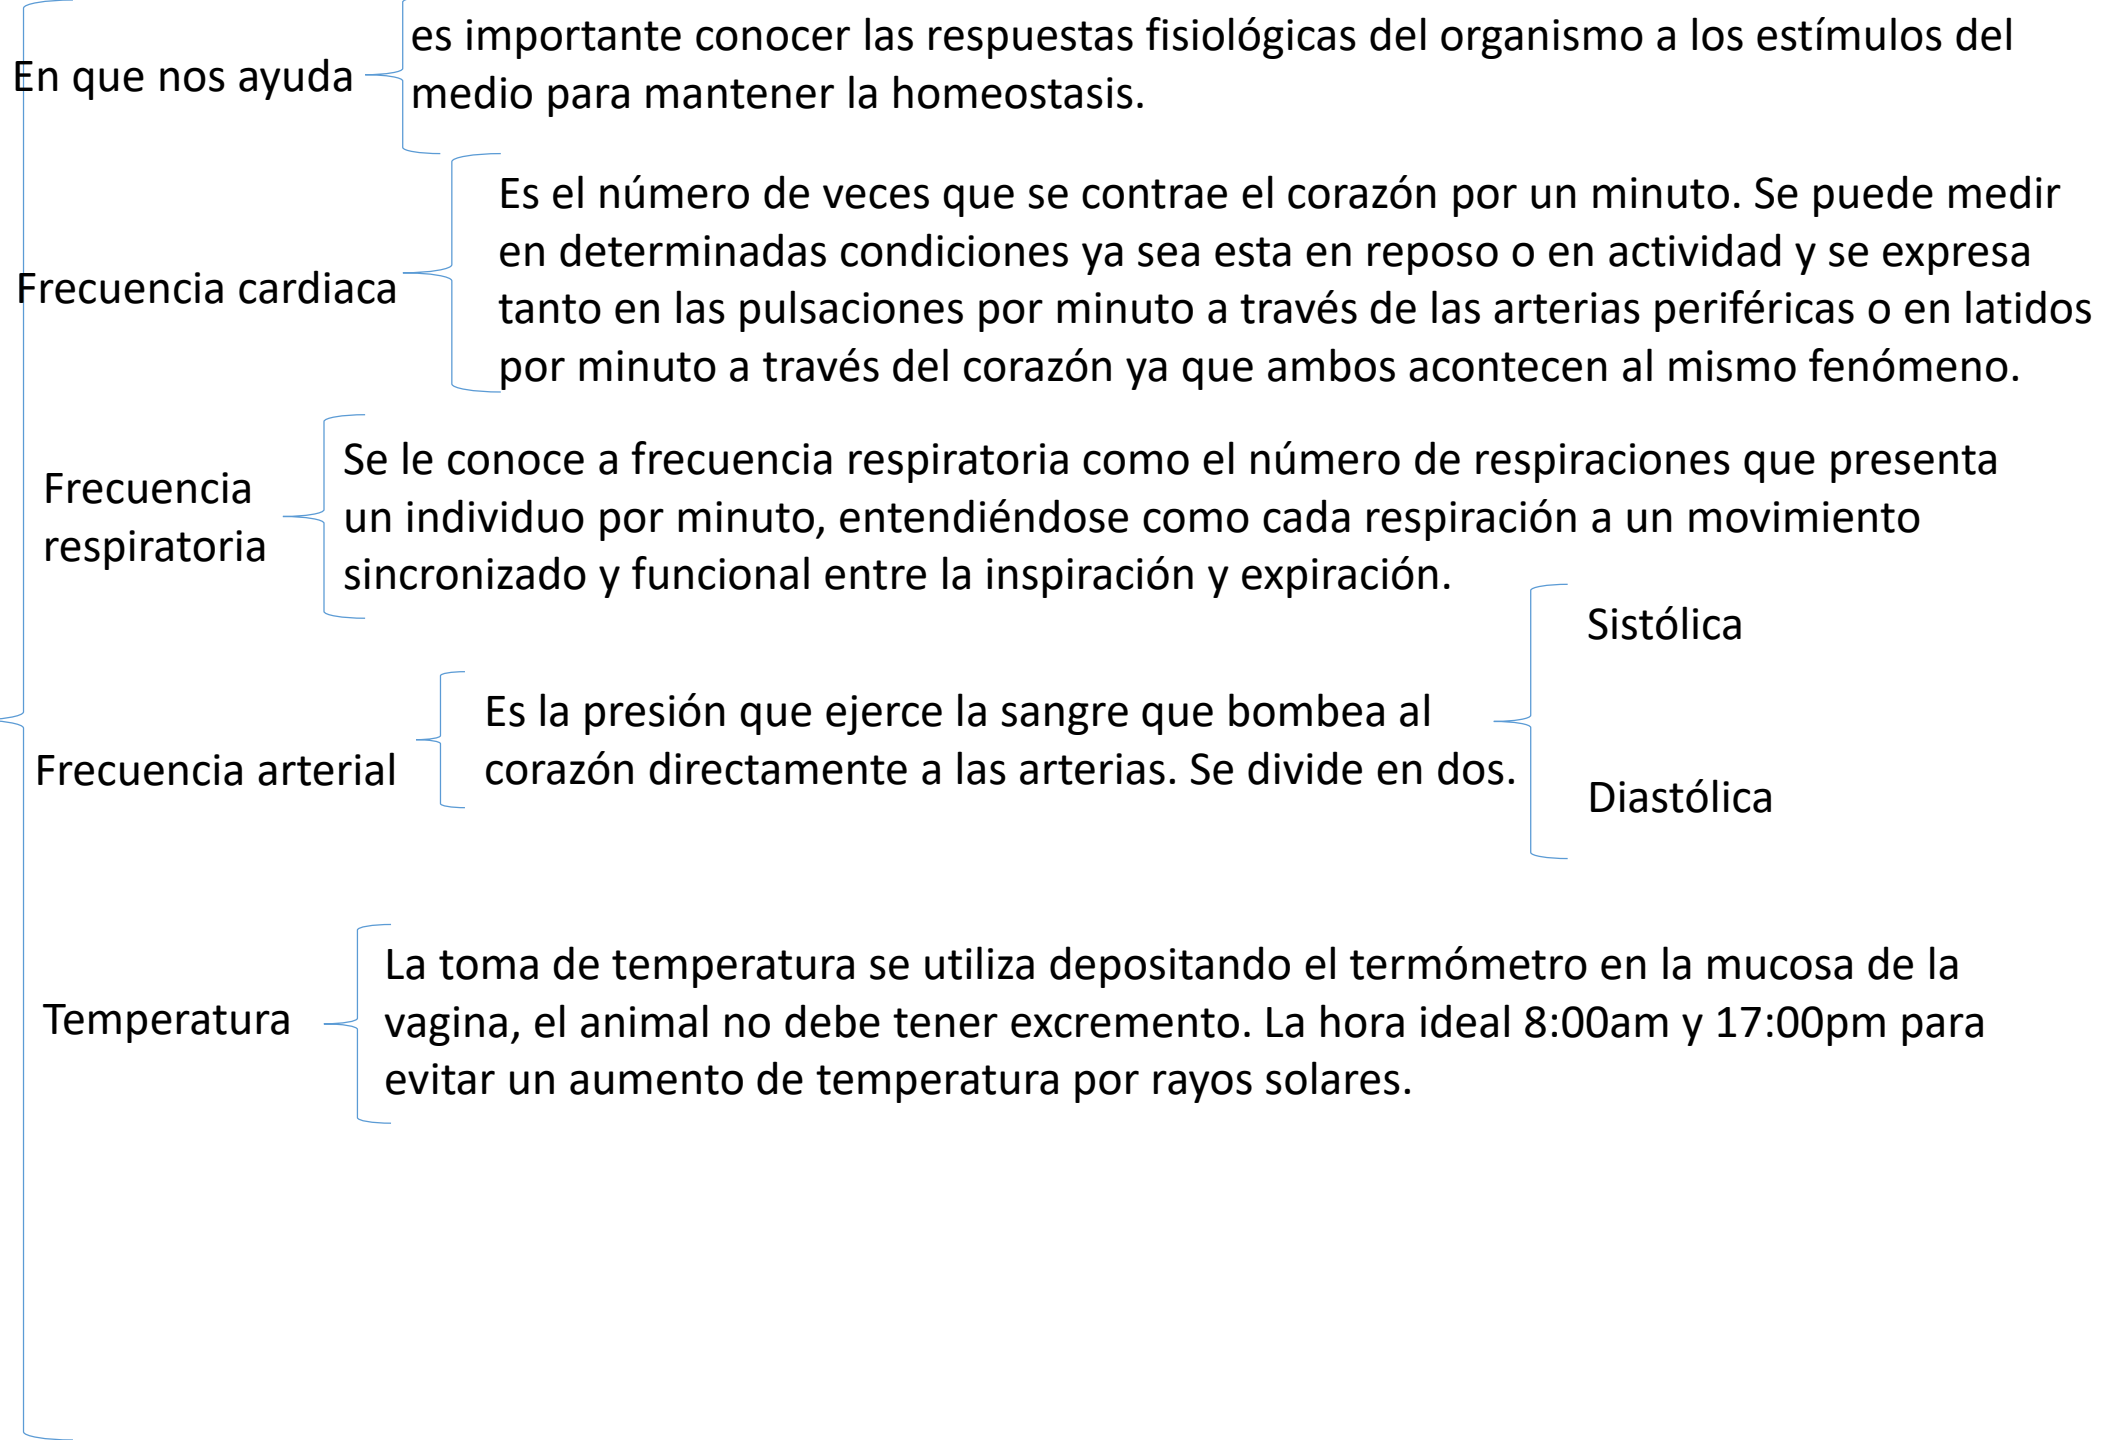 En que nos ayuda
es importante conocer las respuestas fisiológicas del organismo a los estímulos del
medio para mantener la homeostasis.
Frecuencia cardiaca
Es el número de veces que se contrae el corazón por un minuto. Se puede medir
en determinadas condiciones ya sea esta en reposo o en actividad y se expresa
tanto en las pulsaciones por minuto a través de las arterias periféricas o en latidos
por minuto a través del corazón ya que ambos acontecen al mismo fenómeno.
Frecuencia
respiratoria
Se le conoce a frecuencia respiratoria como el número de respiraciones que presenta
un individuo por minuto, entendiéndose como cada respiración a un movimiento
sincronizado y funcional entre la inspiración y expiración.
Frecuencia arterial
Es la presión que ejerce la sangre que bombea al
corazón directamente a las arterias. Se divide en dos.
Sistólica
Diastólica
Temperatura
La toma de temperatura se utiliza depositando el termómetro en la mucosa de la
vagina, el animal no debe tener excremento. La hora ideal 8:00am y 17:00pm para
evitar un aumento de temperatura por rayos solares.